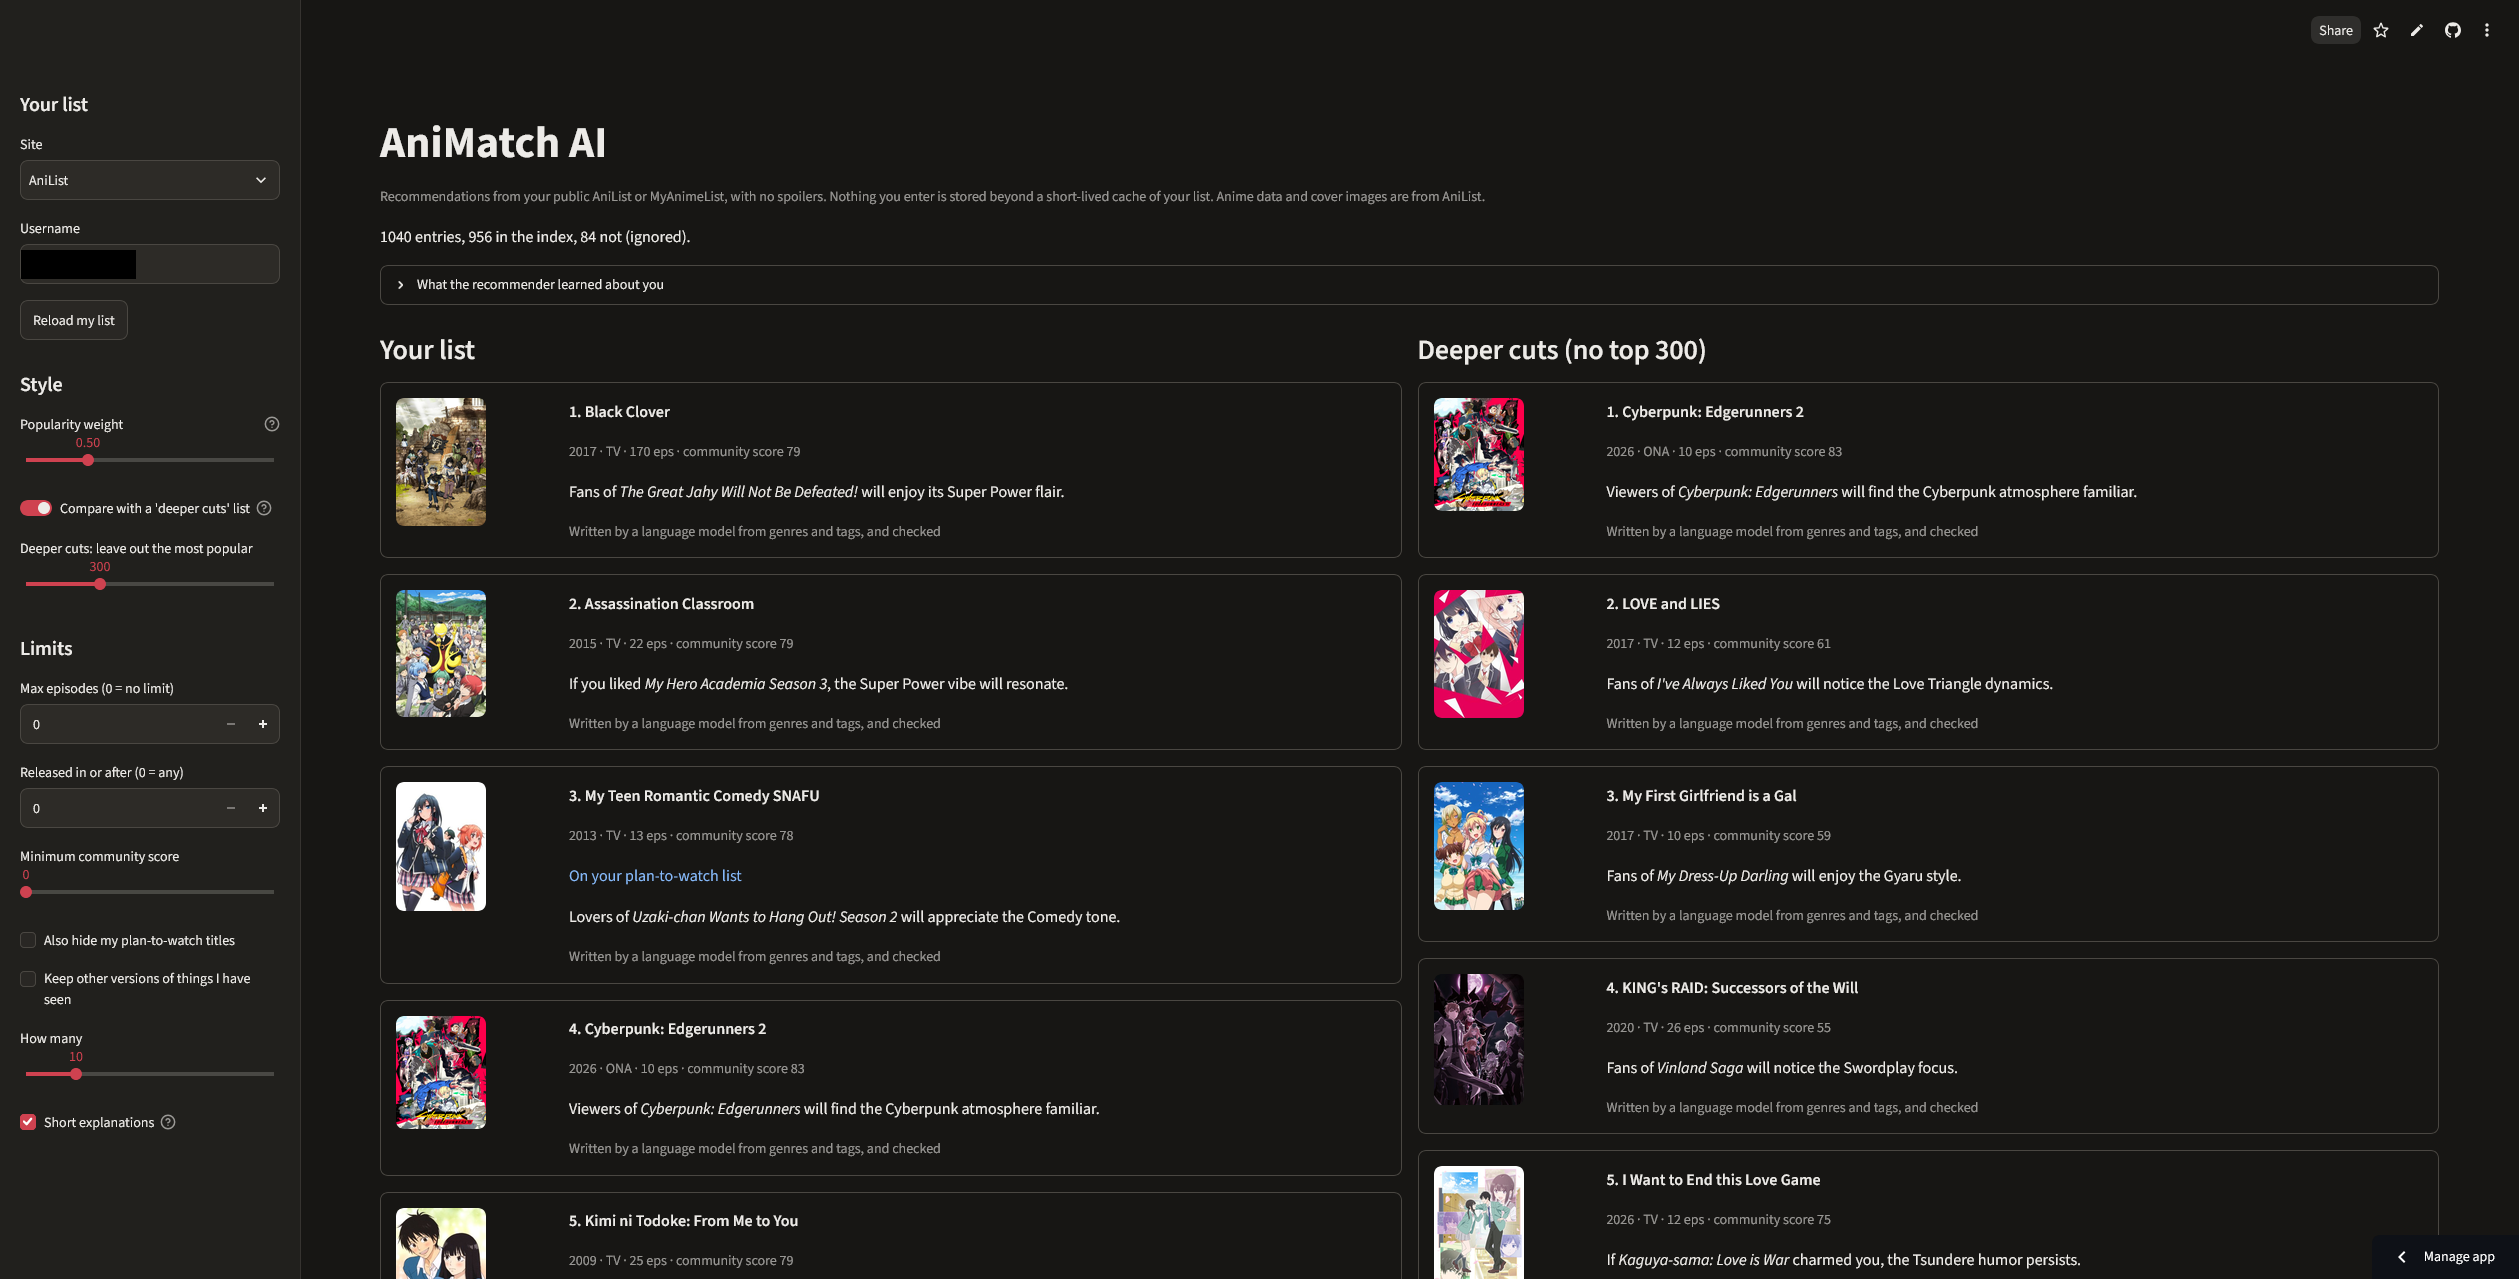 Share
Your list
Site
AniList
Username
Reload my list
Style
Popularity weight
0.50
Compare with a 'deeper cuts' list
Deeper cuts: leave out the most popular
300
Limits
Max episodes (0 = no limit)
0
Released in or after (0 = any)
0
Minimum community score
0
Also hide my plan-to-watch titles
Keep other versions of things I have
seen
How many
10
Short explanations
AniMatch AI
Recommendations from your public AniList or MyAnimeList, with no spoilers. Nothing you enter is stored beyond a short-lived cache of your list. Anime data and cover images are from AniList.
1040 entries, 956 in the index, 84 not (ignored).
What the recommender learned about you
Your list
1. Black Clover
2017 · TV · 170 eps · community score 79
Fans of The Great Jahy Will Not Be Defeated! will enjoy its Super Power flair.
Written by a language model from genres and tags, and checked
2. Assassination Classroom
2015 · TV · 22 eps · community score 79
If you liked My Hero Academia Season 3, the Super Power vibe will resonate.
Written by a language model from genres and tags, and checked
3. My Teen Romantic Comedy SNAFU
2013 · TV · 13 eps · community score 78
On your plan-to-watch list
Lovers of Uzaki-chan Wants to Hang Out! Season 2 will appreciate the Comedy tone.
Written by a language model from genres and tags, and checked
4. Cyberpunk: Edgerunners 2
2026 · ONA · 10 eps · community score 83
Viewers of Cyberpunk: Edgerunners will find the Cyberpunk atmosphere familiar.
Written by a language model from genres and tags, and checked
5. Kimi ni Todoke: From Me to You
2009 · TV · 25 eps · community score 79
Deeper cuts (no top 300)
1. Cyberpunk: Edgerunners 2
2026 · ONA · 10 eps · community score 83
Viewers of Cyberpunk: Edgerunners will find the Cyberpunk atmosphere familiar.
Written by a language model from genres and tags, and checked
2. LOVE and LIES
2017 · TV · 12 eps · community score 61
Fans of I've Always Liked You will notice the Love Triangle dynamics.
Written by a language model from genres and tags, and checked
3. My First Girlfriend is a Gal
2017 · TV · 10 eps · community score 59
Fans of My Dress-Up Darling will enjoy the Gyaru style.
Written by a language model from genres and tags, and checked
4. KING's RAID: Successors of the Will
2020 · TV · 26 eps · community score 55
Fans of Vinland Saga will notice the Swordplay focus.
Written by a language model from genres and tags, and checked
5. I Want to End this Love Game
2026 · TV · 12 eps · community score 75
If Kaguya-sama: Love is War charmed you, the Tsundere humor persists.
Manage app